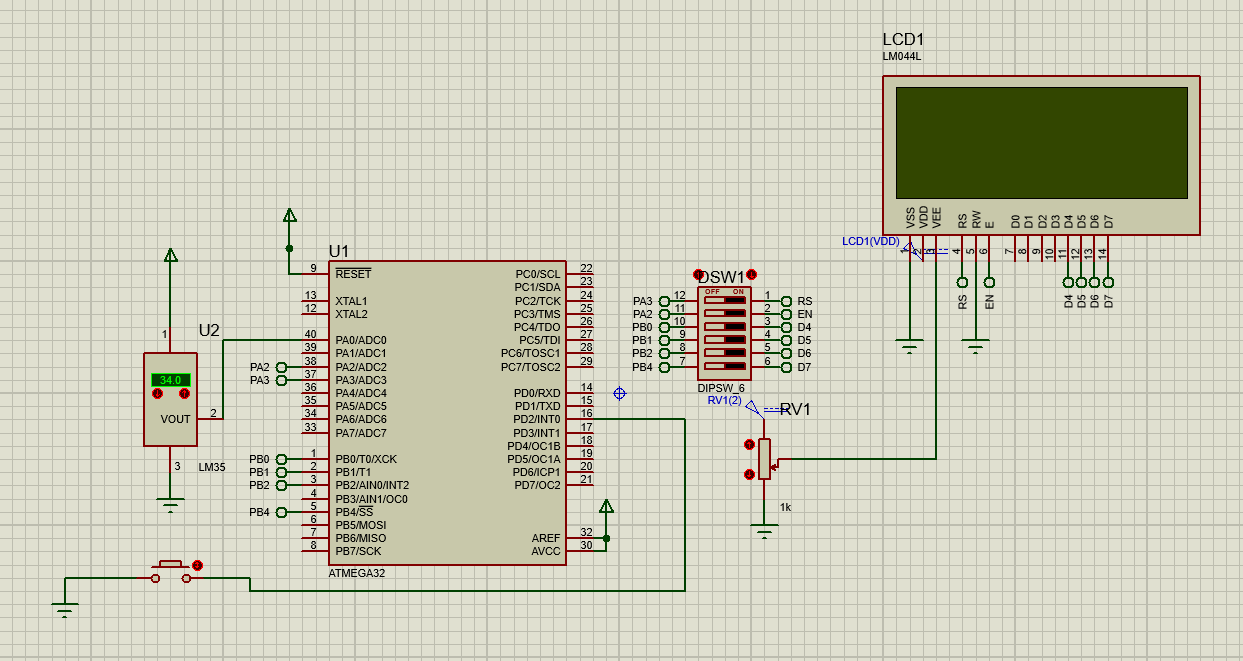 LCD1
LM044L
VSS
VDD
VEE
RS
RW
E
D0
D1
D2
D3
D4
D5
D6
D7
LCD1(VDD)
1
2
3
4
5
6
7
8
9
10
11
12
13
14
RS
EN
D4
D5
D6
D7
U1
9 RESET
13 XTAL1
12 XTAL2
40 PA0/ADC0
39 PA1/ADC1
PA2 38 PA2/ADC2
PA3 37 PA3/ADC3
36 PA4/ADC4
35 PA5/ADC5
34 PA6/ADC6
33 PA7/ADC7
PB0 1 PB0/T0/XCK
PB1 2 PB1/T1
PB2 3 PB2/AIN0/INT2
4 PB3/AIN1/OC0
PB4 5 PB4/SS
6 PB5/MOSI
7 PB6/MISO
8 PB7/SCK
PC0/SCL 22
PC1/SDA 23
PC2/TCK 24
PC3/TMS 25
PC4/TDO 26
PC5/TDI 27
PC6/TOSC1 28
PC7/TOSC2 29
PD0/RXD 14
PD1/TXD 15
PD2/INT0 16
PD3/INT1 17
PD4/OC1B 18
PD5/OC1A 19
PD6/ICP1 20
PD7/OC2 21
AREF 32
AVCC 30
ATMEGA32
U2
1
34.0
VOUT 2
3
LM35
DSW1
OFF ON
PA3 12 1 RS
PA2 11 2 EN
PB0 10 3 D4
PB1 9 4 D5
PB2 8 5 D6
PB4 7 6 D7
DIPSW_6
RV1(2)
RV1
1k